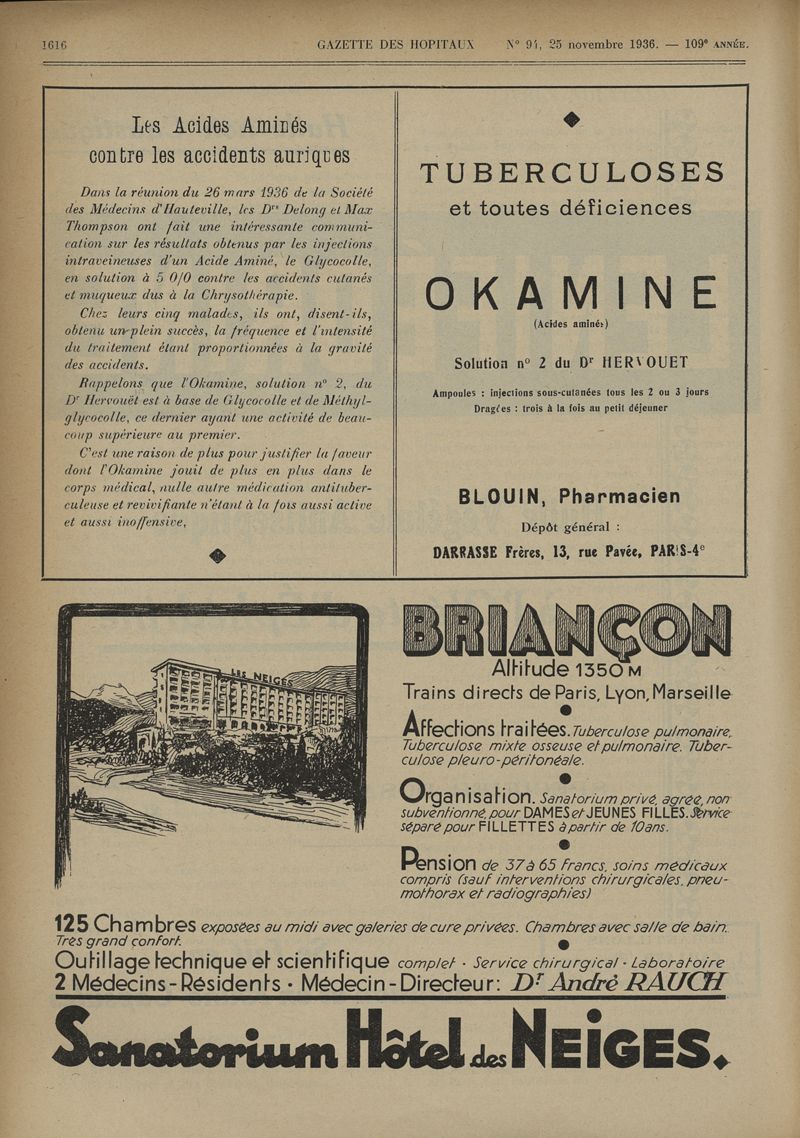 1616
GAZETTE DES HOPITAUX N° 94, 25 novembre 1936. — 109e ANNÉE.
Les Acides Aminés
contre les accidents auriques
Dans la réunion du 26 mars 1936 de la Société
des Médecins d'Hauteville, les Drs Delong et Max
Thompson ont fait une intéressante communi-
cation sur les résultats obtenus par les injections
intraveineuses d'un Acide Aminé, le Glycocolle,
en solution à 5 0/0 contre les accidents cutanés
et muqueux dus à la Chrysothérapie.
Chez leurs cinq malades, ils ont, disent-ils,
obtenu un plein succès, la fréquence et l'intensité
du traitement étant proportionnées à la gravité
des accidents.
Rappelons que l'Okamine, solution n° 2, du
Dr Hervouët est à base de Glycocolle et de Méthyl-
glycocolle, ce dernier ayant une activité de beau-
coup supérieure au premier.
C'est une raison de plus pour justifier la faveur
dont l'Okamine jouit de plus en plus dans le
corps médical, nulle autre médication antituber-
culeuse et revivifiante n'étant à la fois aussi active
et aussi inoffensive,
TUBERCULOSES
et toutes déficiences
OKAMINE
(Acides aminés)
Solution n° 2 du Dr HERVOUET
Ampoules : injections sous-cutanées tous les 2 ou 3 jours
Dragées : trois à la fois au petit déjeuner
BLOUIN, Pharmacien
Dépôt général :
DARRASSE Frères, 13, rue Pavée, PARIS-4e
LES NEIGES
BRIANÇON
Altitude 1350 M
Trains directs de Paris, Lyon, Marseille
Affections traitées. Tuberculose pulmonaire,
Tuberculose mixte osseuse et pulmonaire. Tuber-
culose pleuro-péritonéale.
Organisation. Sanatorium privé, agréé, non
subventionné, pour DAMES et JEUNES FILLES. Service
séparé pour FILLETTES à partir de 10 ans.
Pension de 37 à 65 francs, soins médicaux
compris (sauf interventions chirurgicales, pneu-
mothorax et radiographies)
125 Chambres exposées au midi avec galeries de cure privées. Chambres avec salle de bain.
Très grand confort.
Outillage technique et scientifique complet · Service chirurgical · Laboratoire
2 Médecins-Résidents · Médecin-Directeur : Dr André RAUCH
Sanatorium Hôtel des NEIGES.